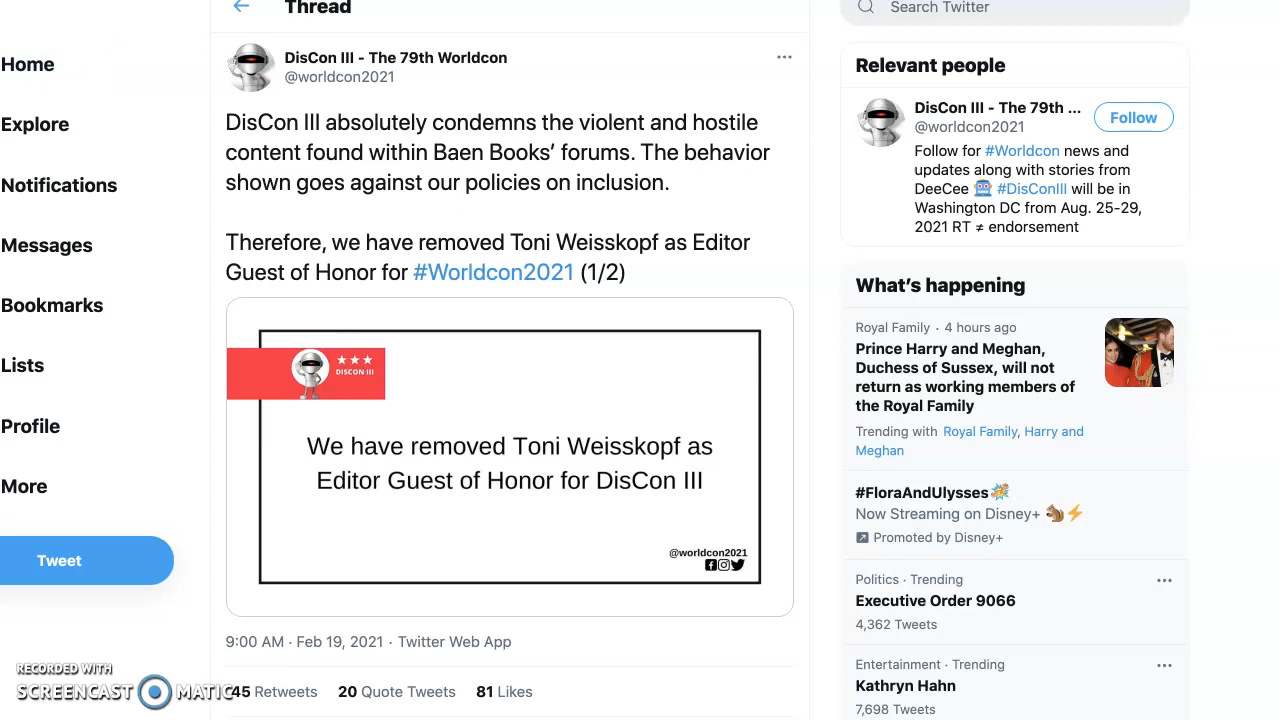 Thread
Search Twitter
Home
Explore
Notifications
Messages
Bookmarks
Lists
Profile
More
Tweet
DisCon III - The 79th Worldcon
@worldcon2021
DisCon III absolutely condemns the violent and hostile
content found within Baen Books’ forums. The behavior
shown goes against our policies on inclusion.
Therefore, we have removed Toni Weisskopf as Editor
Guest of Honor for #Worldcon2021 (1/2)
DISCON III
We have removed Toni Weisskopf as
Editor Guest of Honor for DisCon III
@worldcon2021
9:00 AM · Feb 19, 2021 · Twitter Web App
45 Retweets 20 Quote Tweets 81 Likes
Relevant people
DisCon III - The 79th ...
@worldcon2021
Follow
Follow for #Worldcon news and
updates along with stories from
DeeCee 🤖 #DisConIII will be in
Washington DC from Aug. 25-29,
2021 RT ≠ endorsement
What’s happening
Royal Family · 4 hours ago
Prince Harry and Meghan,
Duchess of Sussex, will not
return as working members of
the Royal Family
Trending with Royal Family, Harry and
Meghan
#FloraAndUlysses
Now Streaming on Disney+ 🐿️⚡
Promoted by Disney+
Politics · Trending
Executive Order 9066
4,362 Tweets
Entertainment · Trending
Kathryn Hahn
7,698 Tweets
RECORDED WITH
SCREENCAST MATIC